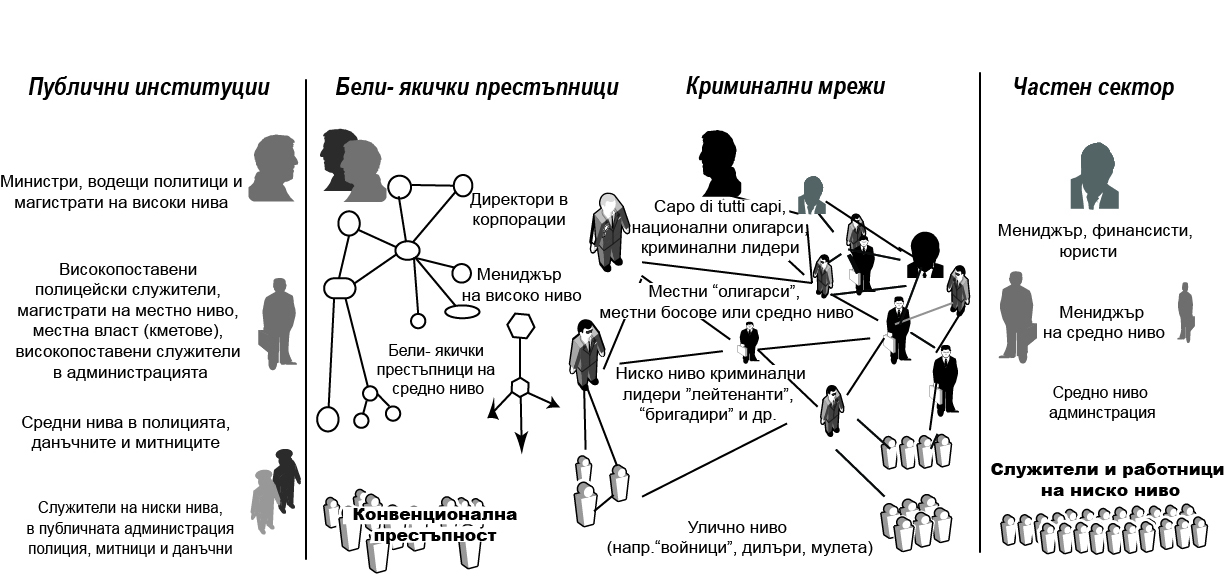 Публични институции
Бели- якички престъпници
Криминални мрежи
Частен сектор
Министри, водещи политици и
магистрати на високи нива
Високопоставени
полицейски служители,
магистрати на местно ниво,
местна власт (кметове),
високопоставени служители
в администрацията
Средни нива в полицията,
данъчните и митниците
Служители на ниски нива,
в публичната администрация
полиция, митници и данъчни
Директори в
корпорации
Мениджър
на високо ниво
Бели- якички
престъпници на
средно ниво
Конвенционална
престъпност
Capo di tutti capi,
национални олигарси,
криминални лидери
Местни “олигарси”,
местни босове или средно ниво
Ниско ниво криминални
лидери ”лейтенанти”,
“бригадири” и др.
Улично ниво
(напр.“войници”, дилъри, мулета)
Мениджър, финансисти,
юристи
Мениджър
на средно ниво
Средно ниво
админстрация
Служители и работници
на ниско ниво